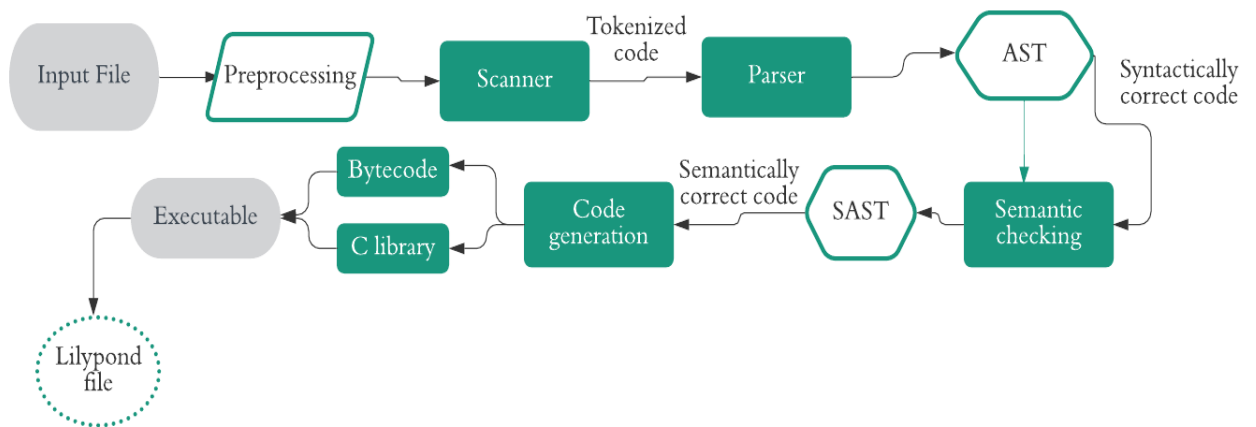 Input File
Preprocessing
Scanner
Tokenized
code
Parser
AST
Syntactically
correct code
Semantic
checking
SAST
Semantically
correct code
Code
generation
Bytecode
C library
Executable
Lilypond
file